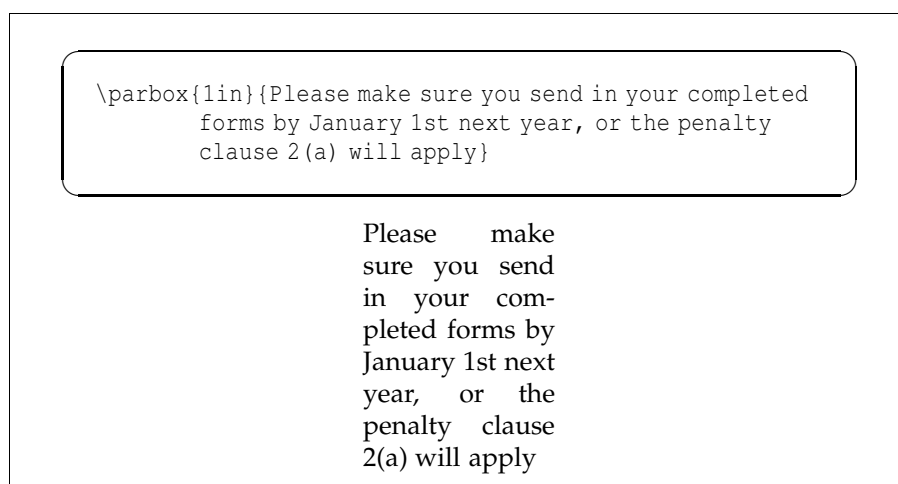 \parbox{1in}{Please make sure you send in your completed
forms by January 1st next year, or the penalty
clause 2(a) will apply}
Please make
sure you send
in your com-
pleted forms by
January 1st next
year, or the
penalty clause
2(a) will apply